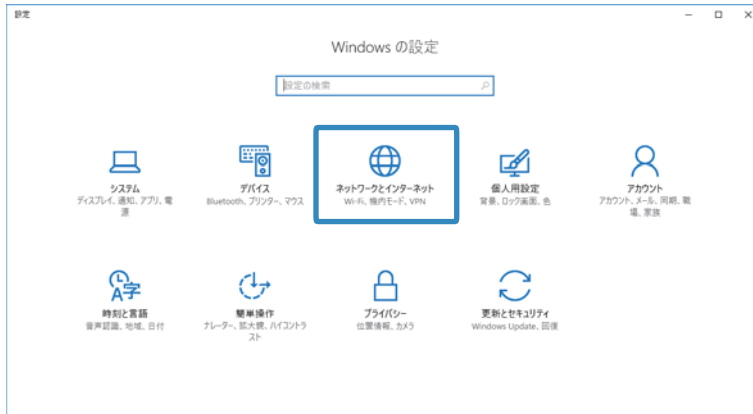 設定
Windows の設定
設定の検索
システム
ディスプレイ、通知、アプリ、電
源
デバイス
Bluetooth、プリンター、マウス
ネットワークとインターネット
Wi-Fi、機内モード、VPN
個人用設定
背景、ロック画面、色
アカウント
アカウント、メール、同期、職
場、家族
時刻と言語
音声認識、地域、日付
簡単操作
ナレーター、拡大鏡、ハイコントラ
スト
プライバシー
位置情報、カメラ
更新とセキュリティ
Windows Update、回復